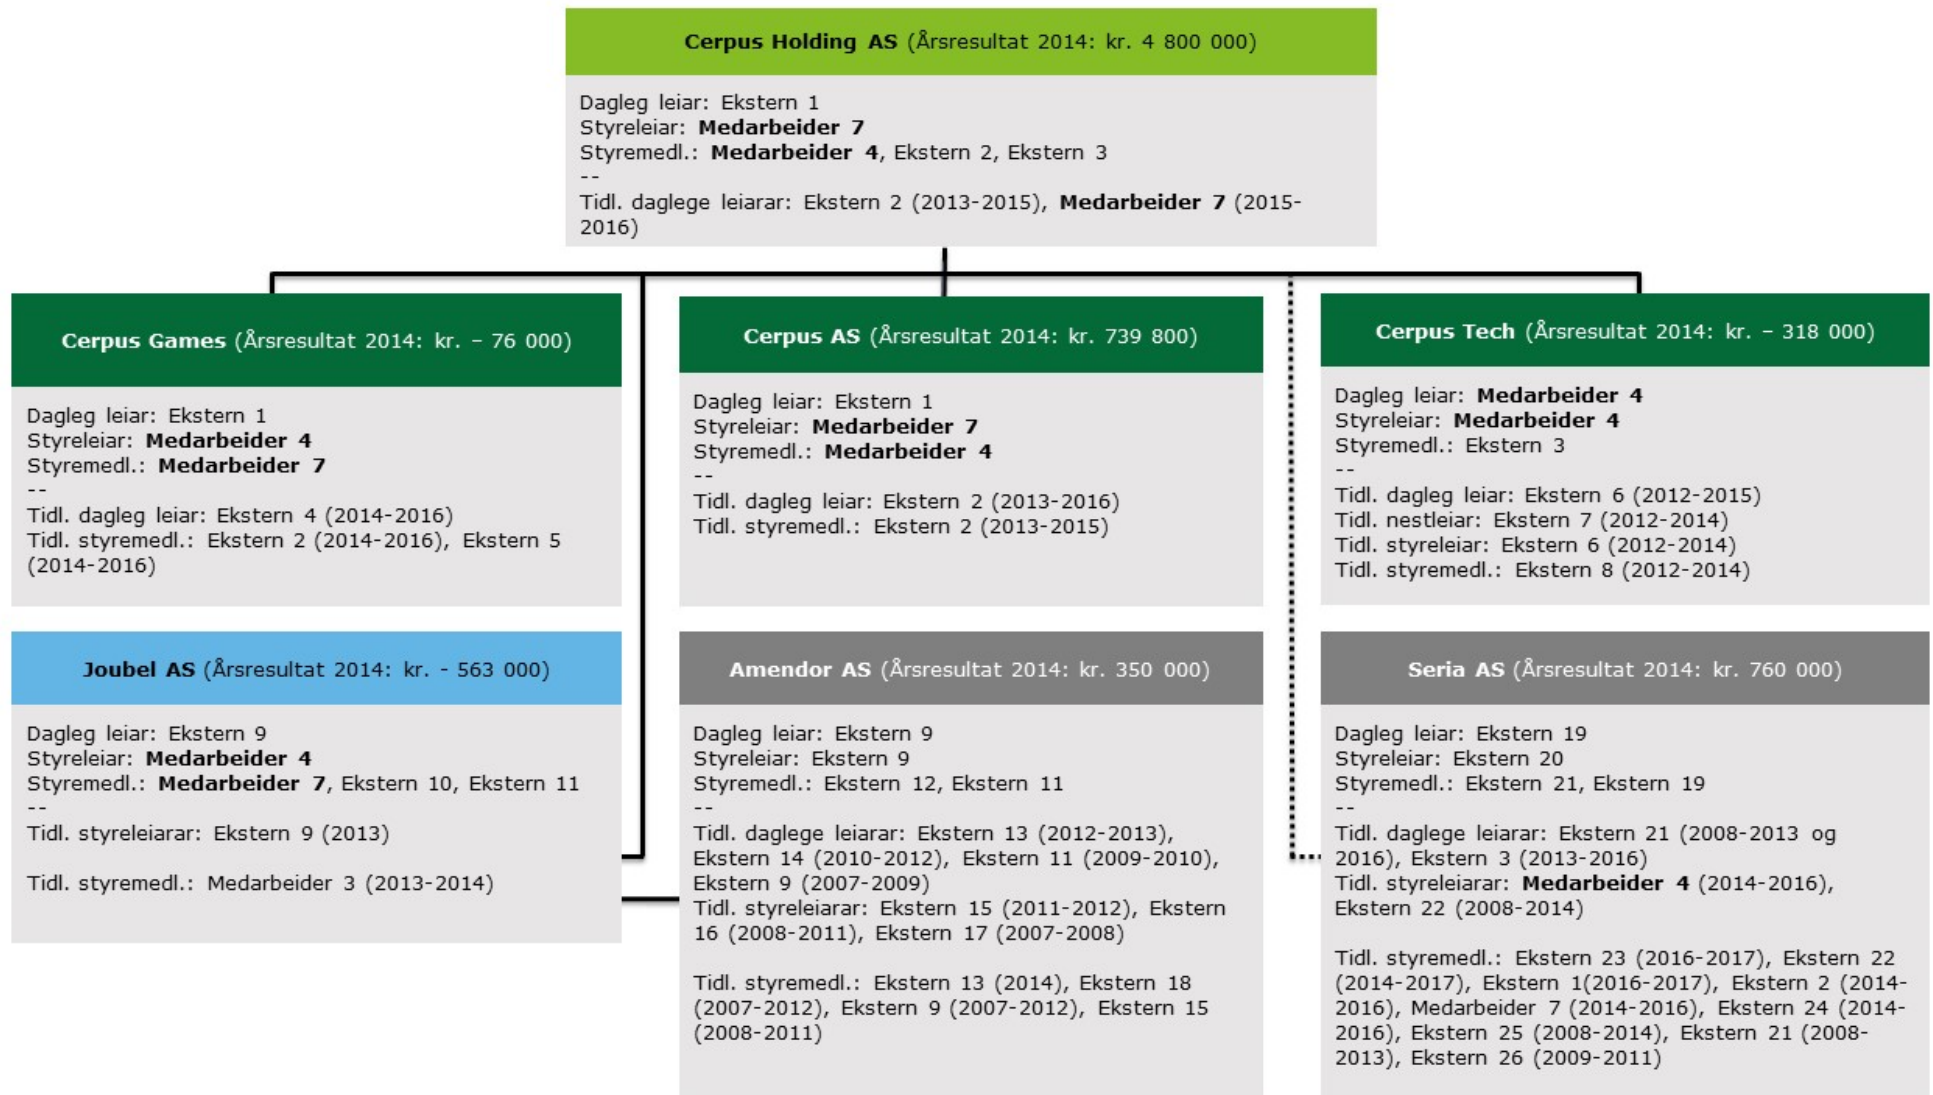 Cerpus Holding AS (Årsresultat 2014: kr. 4 800 000)
Dagleg leiar: Ekstern 1
Styreleiar: Medarbeider 7
Styremedl.: Medarbeider 4, Ekstern 2, Ekstern 3
--
Tidl. daglege leiarar: Ekstern 2 (2013-2015), Medarbeider 7 (2015-
2016)
Cerpus Games (Årsresultat 2014: kr. – 76 000)
Dagleg leiar: Ekstern 1
Styreleiar: Medarbeider 4
Styremedl.: Medarbeider 7
--
Tidl. dagleg leiar: Ekstern 4 (2014-2016)
Tidl. styremedl.: Ekstern 2 (2014-2016), Ekstern 5
(2014-2016)
Cerpus AS (Årsresultat 2014: kr. 739 800)
Dagleg leiar: Ekstern 1
Styreleiar: Medarbeider 7
Styremedl.: Medarbeider 4
--
Tidl. dagleg leiar: Ekstern 2 (2013-2016)
Tidl. styremedl.: Ekstern 2 (2013-2015)
Cerpus Tech (Årsresultat 2014: kr. – 318 000)
Dagleg leiar: Medarbeider 4
Styreleiar: Medarbeider 4
Styremedl.: Ekstern 3
--
Tidl. dagleg leiar: Ekstern 6 (2012-2015)
Tidl. nestleiar: Ekstern 7 (2012-2014)
Tidl. styreleiar: Ekstern 6 (2012-2014)
Tidl. styremedl.: Ekstern 8 (2012-2014)
Joubel AS (Årsresultat 2014: kr. - 563 000)
Dagleg leiar: Ekstern 9
Styreleiar: Medarbeider 4
Styremedl.: Medarbeider 7, Ekstern 10, Ekstern 11
--
Tidl. styreleiarar: Ekstern 9 (2013)
Tidl. styremedl.: Medarbeider 3 (2013-2014)
Amendor AS (Årsresultat 2014: kr. 350 000)
Dagleg leiar: Ekstern 9
Styreleiar: Ekstern 9
Styremedl.: Ekstern 12, Ekstern 11
--
Tidl. daglege leiarar: Ekstern 13 (2012-2013),
Ekstern 14 (2010-2012), Ekstern 11 (2009-2010),
Ekstern 9 (2007-2009)
Tidl. styreleiarar: Ekstern 15 (2011-2012), Ekstern
16 (2008-2011), Ekstern 17 (2007-2008)
Tidl. styremedl.: Ekstern 13 (2014), Ekstern 18
(2007-2012), Ekstern 9 (2007-2012), Ekstern 15
(2008-2011)
Seria AS (Årsresultat 2014: kr. 760 000)
Dagleg leiar: Ekstern 19
Styreleiar: Ekstern 20
Styremedl.: Ekstern 21, Ekstern 19
--
Tidl. daglege leiarar: Ekstern 21 (2008-2013 og
2016), Ekstern 3 (2013-2016)
Tidl. styreleiarar: Medarbeider 4 (2014-2016),
Ekstern 22 (2008-2014)
Tidl. styremedl.: Ekstern 23 (2016-2017), Ekstern 22
(2014-2017), Ekstern 1(2016-2017), Ekstern 2 (2014-
2016), Medarbeider 7 (2014-2016), Ekstern 24 (2014-
2016), Ekstern 25 (2008-2014), Ekstern 21 (2008-
2013), Ekstern 26 (2009-2011)